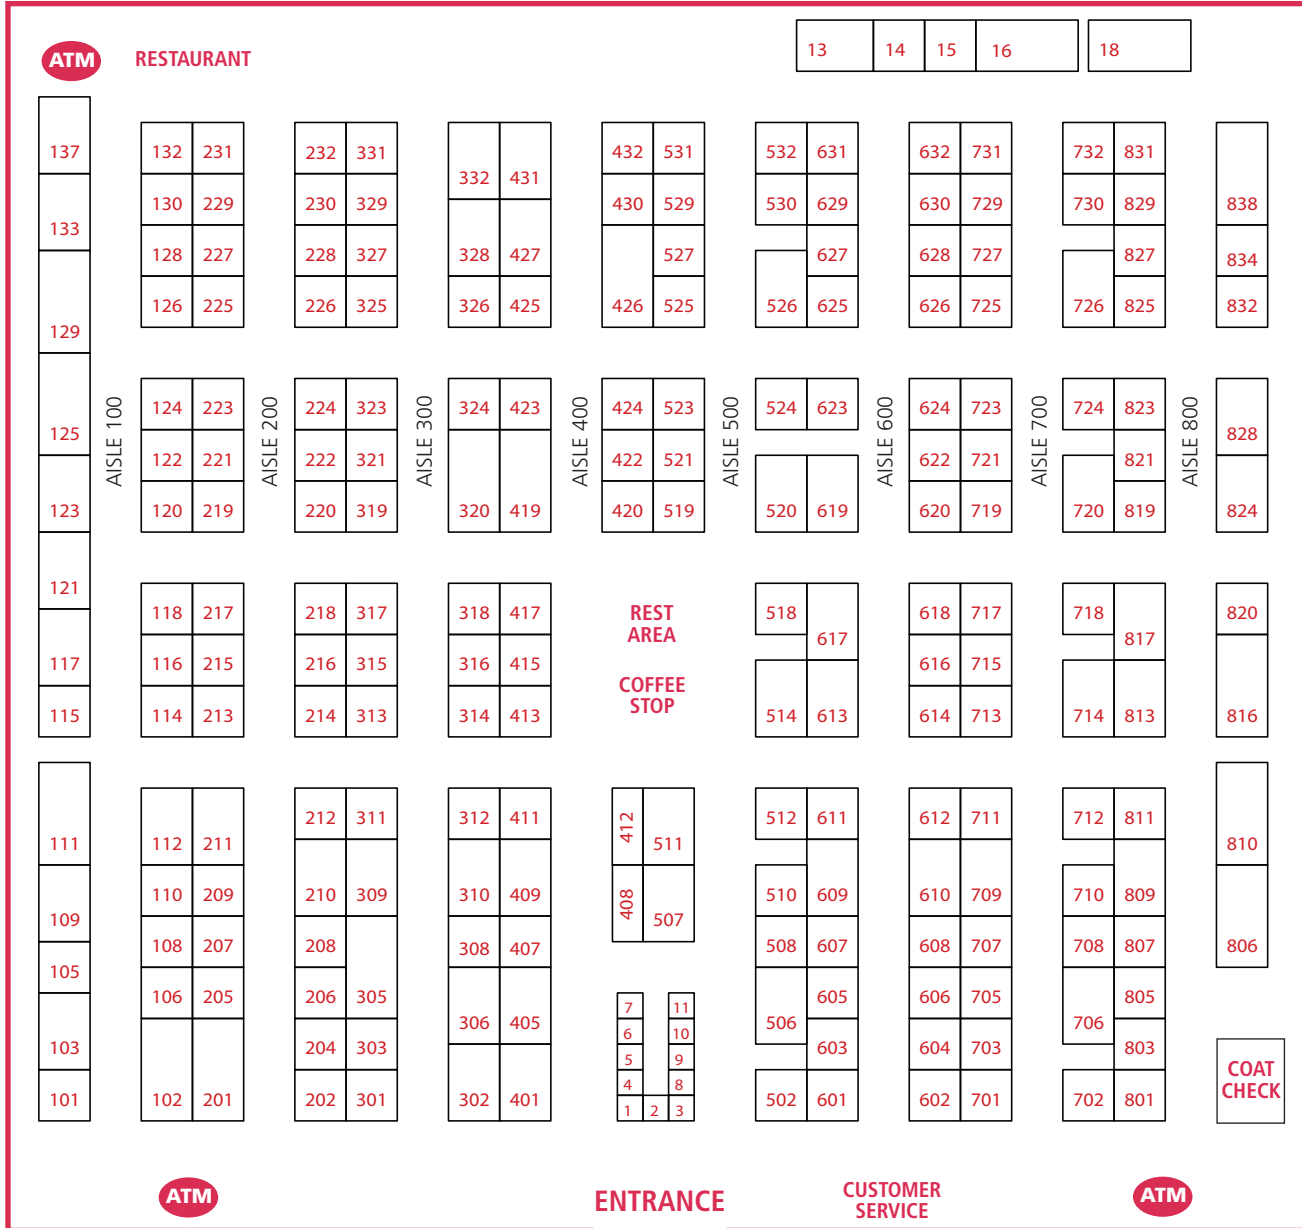 13 14 15 16 18
ATM RESTAURANT
137 132 231 232 331 332 431 432 531 532 631 632 731 732 831 838
133 130 229 230 329 430 529 530 629 630 729 730 829
128 227 228 327 328 427 527 627 628 727 827 834
129 126 225 226 325 326 425 426 525 526 625 626 725 726 825 832
AISLE 100 AISLE 200 AISLE 300 AISLE 400 AISLE 500 AISLE 600 AISLE 700 AISLE 800
125 124 223 224 323 324 423 424 523 524 623 624 723 724 823 828
122 221 222 321 422 521 622 721 821
123 120 219 220 319 320 419 420 519 520 619 620 719 720 819 824
121 118 217 218 317 318 417 518 617 618 717 718 817 820
REST
AREA
117 116 215 216 315 316 415 616 715
COFFEE
STOP
115 114 213 214 313 314 413 514 613 614 713 714 813 816
212 311 312 411 412 512 611 612 711 712 811
111 112 211 511 810
109 110 209 210 309 310 409 408 507 510 609 610 709 710 809
105 108 207 208 308 407 508 607 608 707 708 807 806
106 205 206 305 306 405 7 11 506 605 606 705 706 805
6 10
103 204 303 5 9 603 604 703 803
4 8
101 102 201 202 301 302 401 1 2 3 502 601 602 701 702 801
COAT
CHECK
ATM ENTRANCE CUSTOMER
SERVICE
ATM